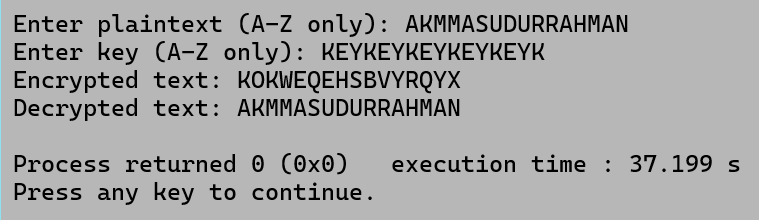 Enter plaintext (A-Z only): AKMMASUDURRAHMAN
Enter key (A-Z only): KEYKEYKEYKEYKEYK
Encrypted text: KOKWEQEHSBVYRQYX
Decrypted text: AKMMASUDURRAHMAN
Process returned 0 (0x0)   execution time : 37.199 s
Press any key to continue.